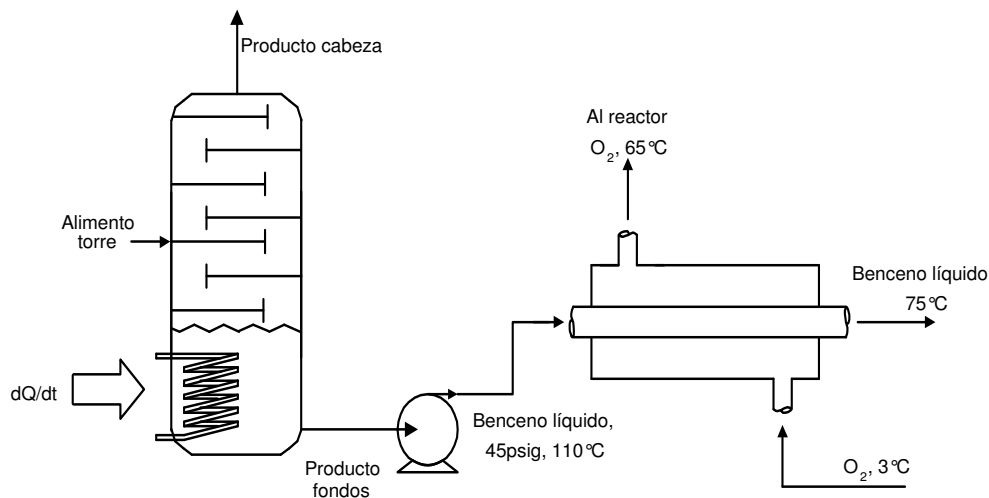 Producto cabeza
Al reactor
O2, 65°C
Alimento
torre
Benceno líquido
75°C
dQ/dt
Benceno líquido,
45psig, 110°C
Producto
fondos
O2, 3°C